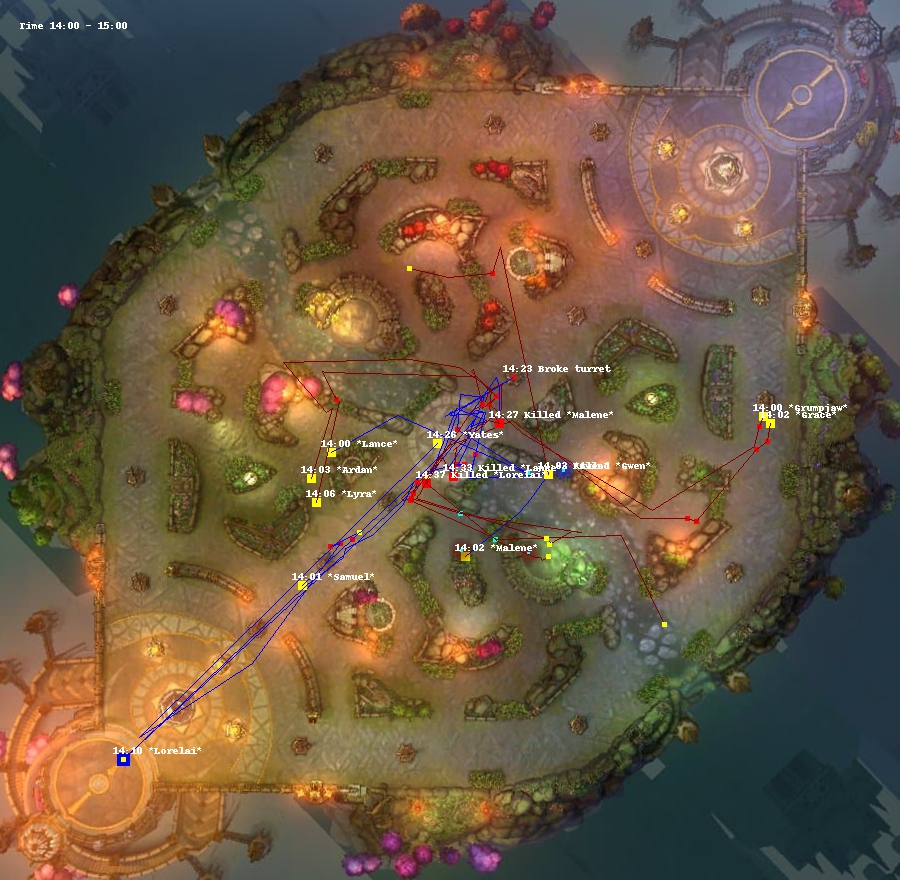 Time 14:00 - 15:00
14:23 Broke turret
14:00 *Grumpjaw*
14:02 *Grace*
14:27 Killed *Malene*
14:26 *Yates*
14:00 *Lance*
14:03 *Ardan*
14:33 Killed
14:37 Killed *Lorelai*
*Gwen*
14:06 *Lyra*
14:02 *Malene*
14:01 *Samuel*
14:10 *Lorelai*